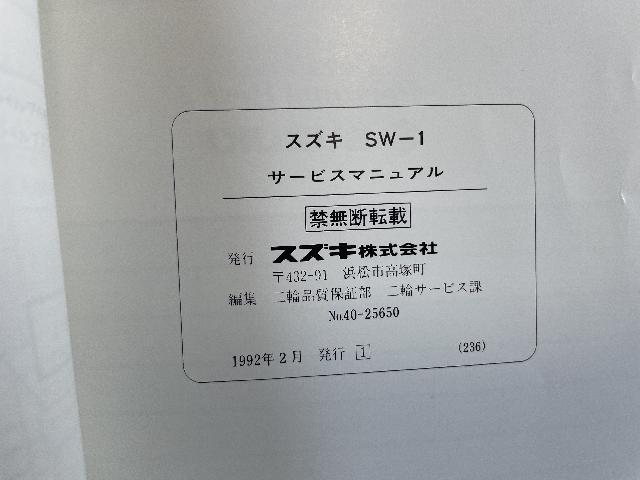 スズキ SW-1
サービスマニュアル
禁無断転載
発行 スズキ株式会社
〒432-91 浜松市高塚町
編集 二輪品質保証部 二輪サービス課
No.40-25650
1992年2月 発行 1 (236)